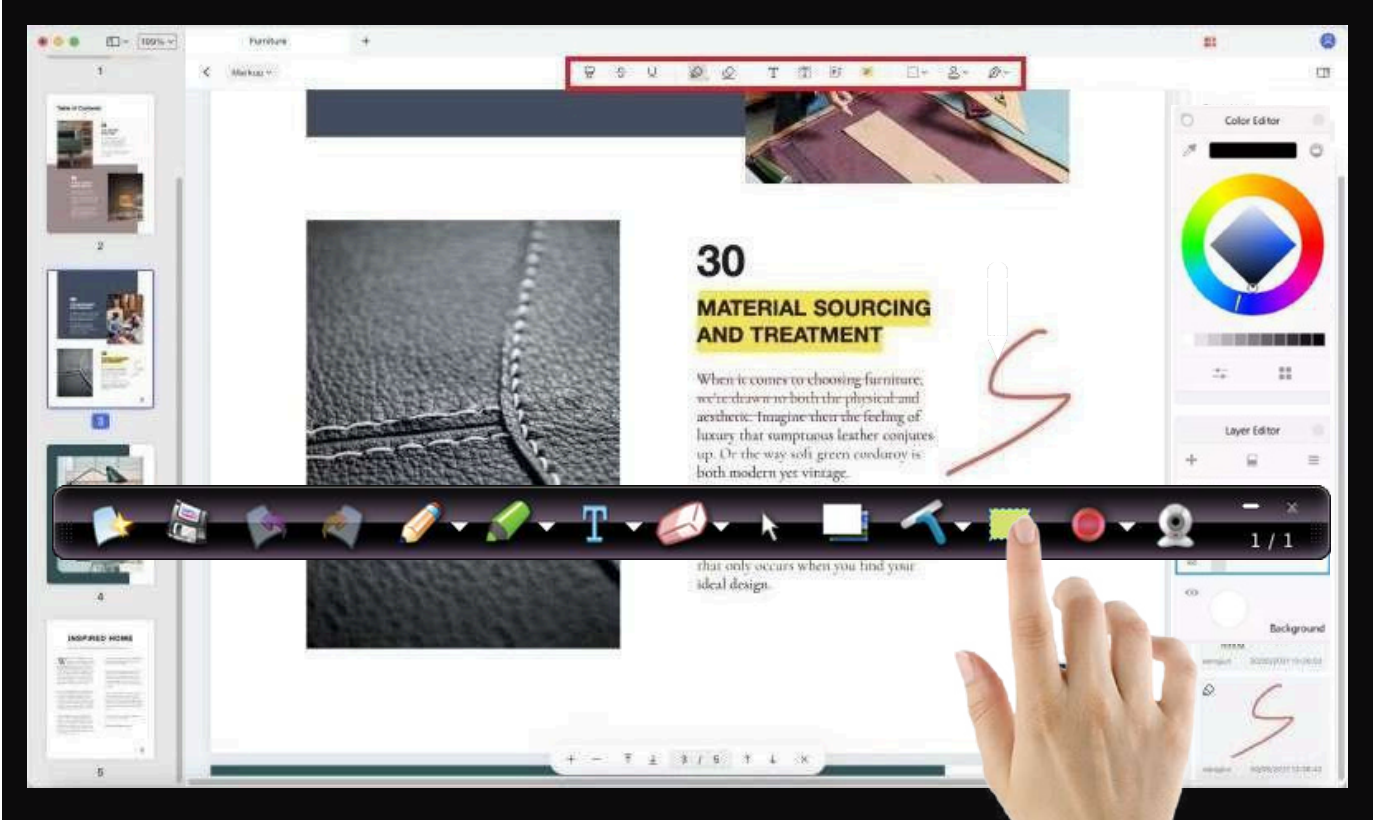 100%
Furniture
+
1
Markup
Table of Contents
2
3
4
INSPIRED HOME
5
30
MATERIAL SOURCING
AND TREATMENT
When it comes to choosing furniture,
we're drawn to both the physical and
aesthetic. Imagine then the feeling of
luxury that sumptuous leather conjures
up. Or the way soft green corduroy is
both modern yet vintage.
1 / 1
that only occurs when you find your
ideal design.
3 / 5
Color Editor
Layer Editor
Background